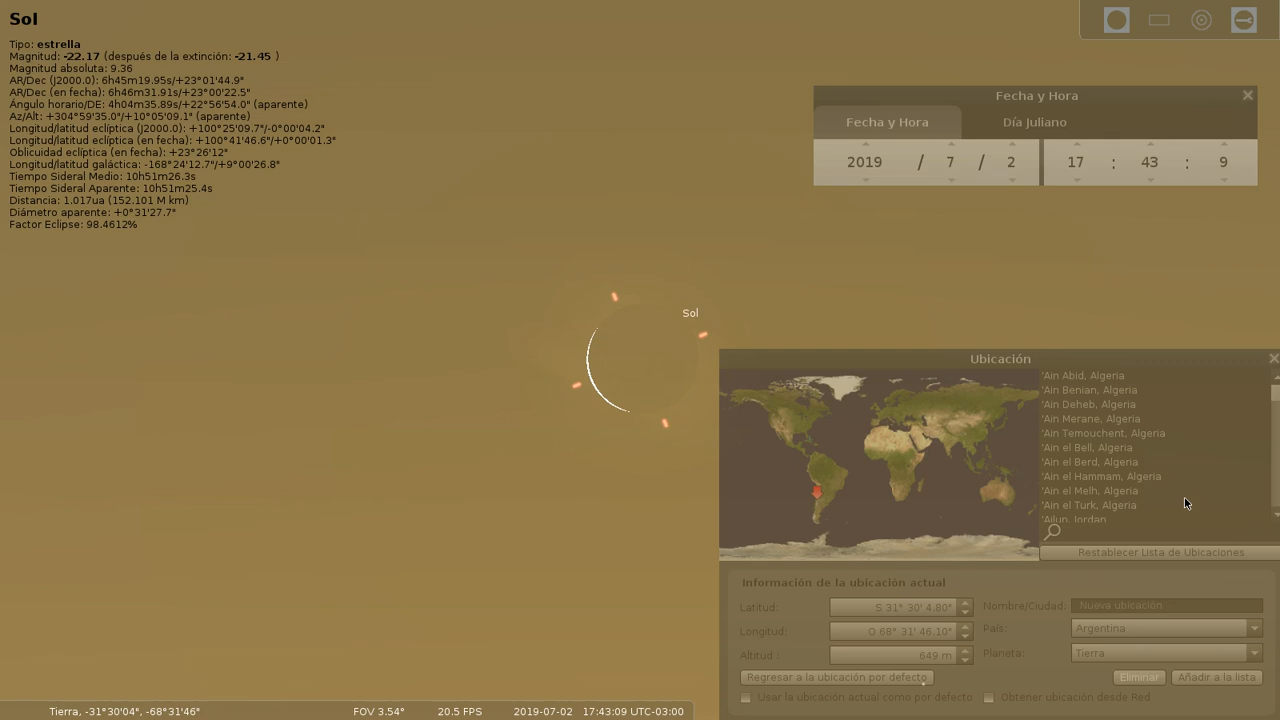 Sol
Tipo: estrella
Magnitud: -22.17 (después de la extinción: -21.45 )
Magnitud absoluta: 9.36
AR/Dec (J2000.0): 6h45m19.95s/+23°01'44.9"
AR/Dec (en fecha): 6h46m31.91s/+23°00'22.5"
Ángulo horario/DE: 4h04m35.89s/+22°56'54.0" (aparente)
Az/Alt: +304°59'35.0"/+10°05'09.1" (aparente)
Longitud/latitud eclíptica (J2000.0): +100°25'09.7"/-0°00'04.2"
Longitud/latitud eclíptica (en fecha): +100°41'46.6"/+0°00'01.3"
Oblicuidad eclíptica (en fecha): +23°26'12"
Longitud/latitud galáctica: -168°24'12.7"/+9°00'26.8"
Tiempo Sideral Medio: 10h51m26.3s
Tiempo Sideral Aparente: 10h51m25.4s
Distancia: 1.017ua (152.101 M km)
Diámetro aparente: +0°31'27.7"
Factor Eclipse: 98.4612%
Fecha y Hora
Fecha y Hora Día Juliano
2019 / 7 / 2 17 : 43 : 9
Sol
Ubicación
'Ain Abid, Algeria
'Ain Benian, Algeria
'Ain Deheb, Algeria
'Ain Merane, Algeria
'Ain Temouchent, Algeria
'Ain el Bell, Algeria
'Ain el Berd, Algeria
'Ain el Hammam, Algeria
'Ain el Melh, Algeria
'Ain el Turk, Algeria
'Ajlun, Jordan
Restablecer Lista de Ubicaciones
Información de la ubicación actual
Latitud: S 31° 30' 4.80" Nombre/Ciudad: Nueva ubicación
Longitud: O 68° 31' 46.10" País: Argentina
Altitud : 649 m Planeta: Tierra
Regresar a la ubicación por defecto Eliminar Añadir a la lista
Usar la ubicación actual como por defecto Obtener ubicación desde Red
Tierra, -31°30'04", -68°31'46" FOV 3.54° 20.5 FPS 2019-07-02 17:43:09 UTC-03:00